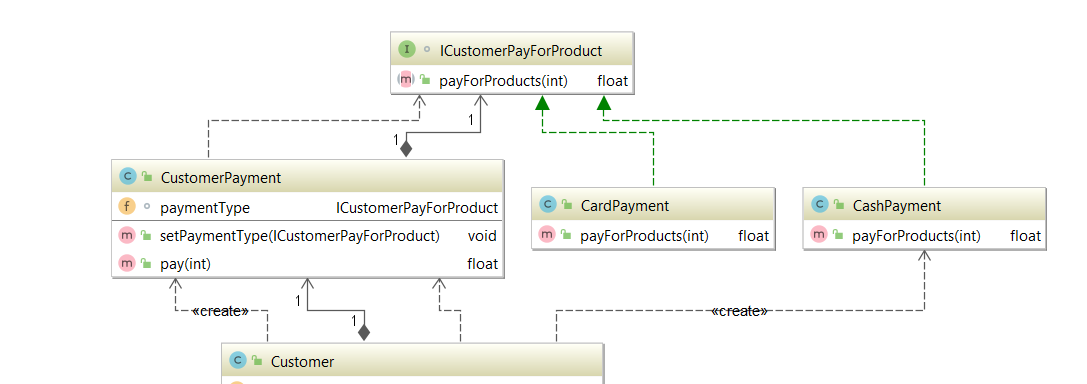 I ICustomerPayForProduct
m payForProducts(int) float
1
1
C CustomerPayment
f paymentType ICustomerPayForProduct
m setPaymentType(ICustomerPayForProduct) void
m pay(int) float
C CardPayment
m payForProducts(int) float
C CashPayment
m payForProducts(int) float
«create»
1
1
«create»
C Customer